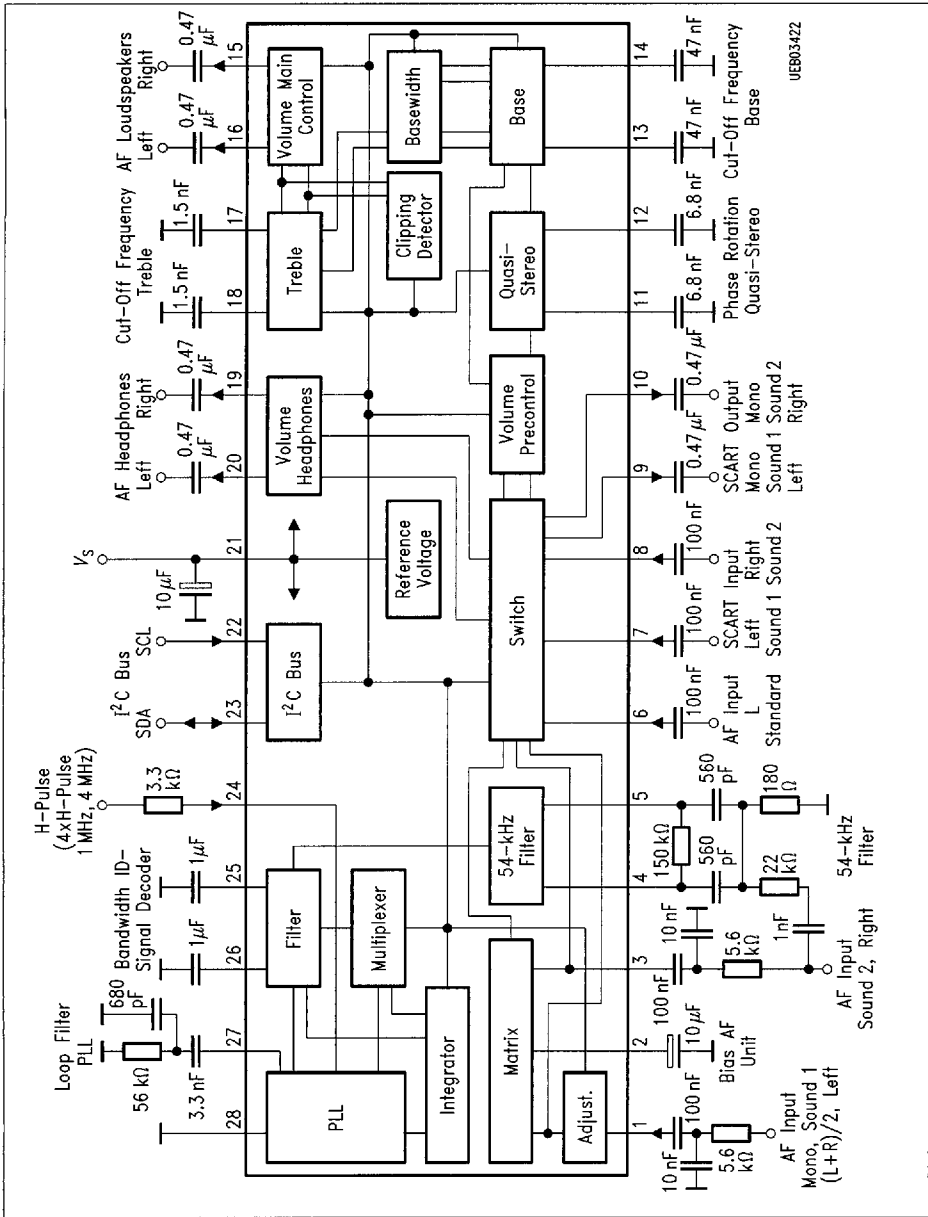 Loop Filter
PLL
Bandwidth ID-
Signal Decoder
H-Pulse
(4xH-Pulse
1 MHz, 4 MHz)
I²C Bus
SDA
SCL
Vs
AF Headphones
Left
Right
Cut-Off Frequency
Treble
AF Loudspeakers
Left
Right
680
pF
56 kΩ
3.3 nF
1 µF
1 µF
3.3
kΩ
10 µF
0.47
µF
0.47
µF
1.5 nF
1.5 nF
0.47
µF
0.47
µF
28
27
26
25
24
23
22
21
20
19
18
17
16
15
PLL
Filter
Multiplexer
Integrator
I²C Bus
Reference
Voltage
Volume
Headphones
Treble
Clipping
Detector
Volume Main
Control
Basewidth
Matrix
Adjust.
54-kHz
Filter
Switch
Volume
Precontrol
Quasi-
Stereo
Base
1
2
3
4
5
6
7
8
9
10
11
12
13
14
10 nF
100 nF
5.6
kΩ
AF Input
Mono, Sound 1
(L+R)/2, Left
10 µF
Bias AF
Unit
100 nF
10 nF
5.6
kΩ
1 nF
AF Input
Sound 2, Right
150 kΩ
560
pF
560
pF
22
kΩ
180
Ω
54-kHz
Filter
100 nF
AF Input
L
Standard
100 nF
100 nF
SCART Input
Left Right
Sound 1 Sound 2
0.47 µF
0.47 µF
SCART Output
Mono Mono
Sound 1 Sound 2
Left Right
6.8 nF
6.8 nF
Phase Rotation
Quasi-Stereo
47 nF
47 nF
Cut-Off Frequency
Base
UEB03422